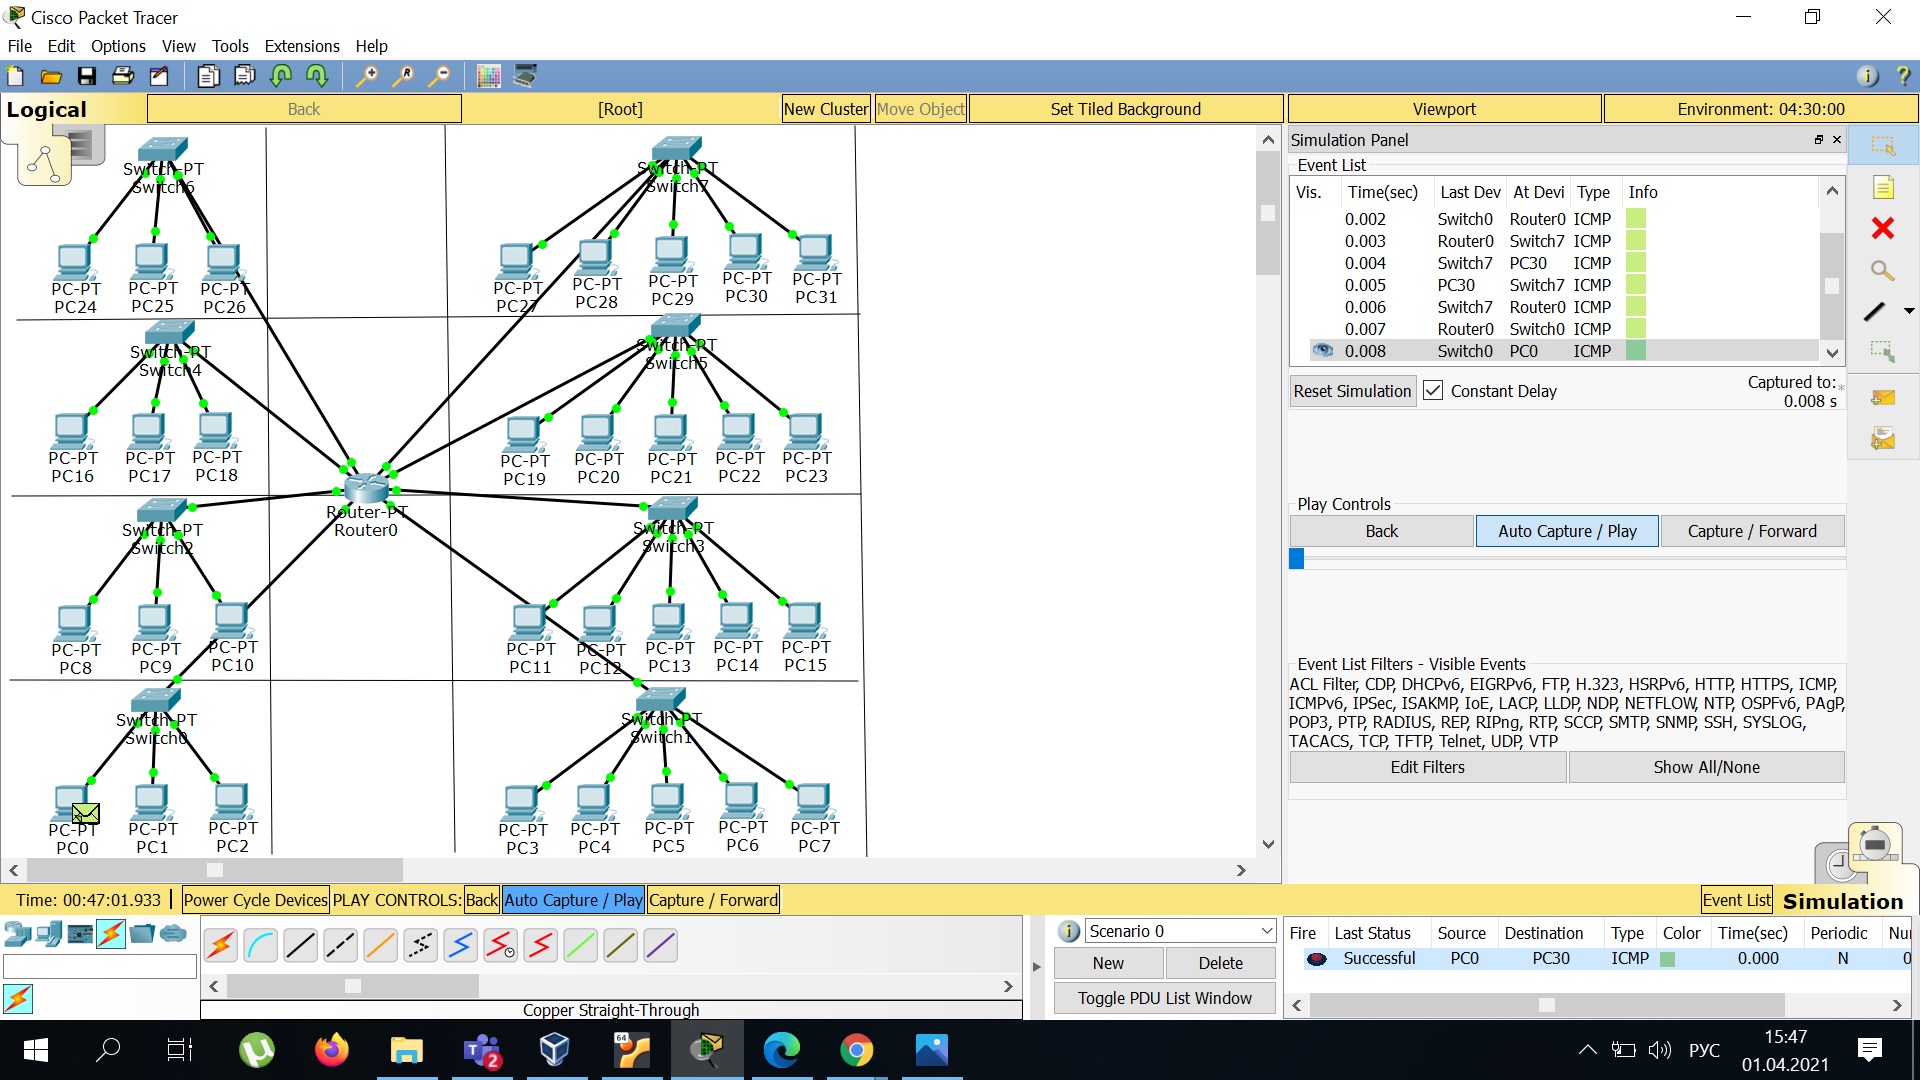 Cisco Packet Tracer
File Edit Options View Tools Extensions Help
Logical Back [Root] New Cluster Move Object Set Tiled Background Viewport Environment: 04:30:00
Switch-PT
Switch6
Switch-PT
Switch7
PC-PT
PC24
PC-PT
PC25
PC-PT
PC26
PC-PT
PC27
PC-PT
PC28
PC-PT
PC29
PC-PT
PC30
PC-PT
PC31
Switch-PT
Switch4
Switch-PT
Switch5
PC-PT
PC16
PC-PT
PC17
PC-PT
PC18
PC-PT
PC19
PC-PT
PC20
PC-PT
PC21
PC-PT
PC22
PC-PT
PC23
Router-PT
Router0
Switch-PT
Switch2
Switch-PT
Switch3
PC-PT
PC8
PC-PT
PC9
PC-PT
PC10
PC-PT
PC11
PC-PT
PC12
PC-PT
PC13
PC-PT
PC14
PC-PT
PC15
Switch-PT
Switch0
Switch-PT
Switch1
PC-PT
PC0
PC-PT
PC1
PC-PT
PC2
PC-PT
PC3
PC-PT
PC4
PC-PT
PC5
PC-PT
PC6
PC-PT
PC7
Simulation Panel
Event List
Vis. Time(sec) Last Dev At Devi Type Info
0.002 Switch0 Router0 ICMP
0.003 Router0 Switch7 ICMP
0.004 Switch7 PC30 ICMP
0.005 PC30 Switch7 ICMP
0.006 Switch7 Router0 ICMP
0.007 Router0 Switch0 ICMP
0.008 Switch0 PC0 ICMP
Reset Simulation Constant Delay Captured to: *
0.008 s
Play Controls
Back Auto Capture / Play Capture / Forward
Event List Filters - Visible Events
ACL Filter, CDP, DHCPv6, EIGRPv6, FTP, H.323, HSRPv6, HTTP, HTTPS, ICMP,
ICMPv6, IPSec, ISAKMP, IoE, LACP, LLDP, NDP, NETFLOW, NTP, OSPFv6, PAgP,
POP3, PTP, RADIUS, REP, RIPng, RTP, SCCP, SMTP, SNMP, SSH, SYSLOG,
TACACS, TCP, TFTP, Telnet, UDP, VTP
Edit Filters Show All/None
Time: 00:47:01.933 Power Cycle Devices PLAY CONTROLS: Back Auto Capture / Play Capture / Forward Event List Simulation
Scenario 0
New Delete
Toggle PDU List Window
Fire Last Status Source Destination Type Color Time(sec) Periodic Nu
Successful PC0 PC30 ICMP 0.000 N 0
Copper Straight-Through
64
2
РУС
15:47
01.04.2021